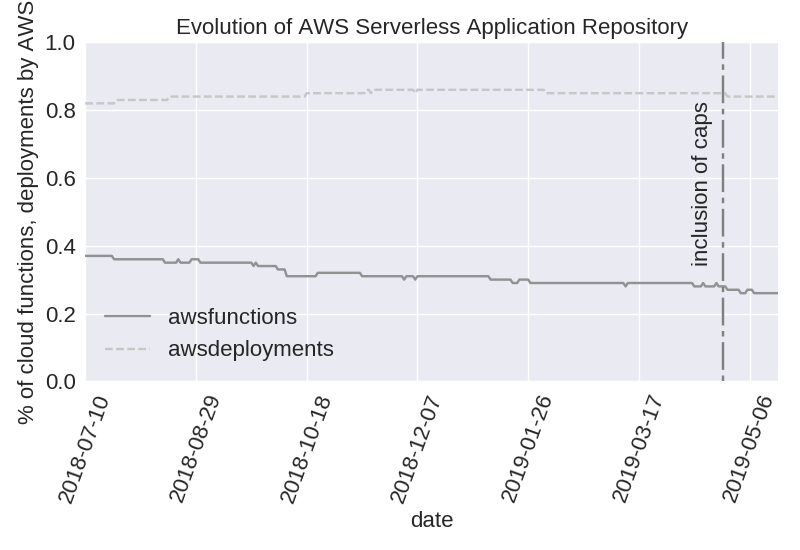 Evolution of AWS Serverless Application Repository
% of cloud functions, deployments by AWS
1.0
0.8
0.6
0.4
0.2
0.0
inclusion of caps
awsfunctions
awsdeployments
2018-07-10
2018-08-29
2018-10-18
2018-12-07
2019-01-26
2019-03-17
2019-05-06
date